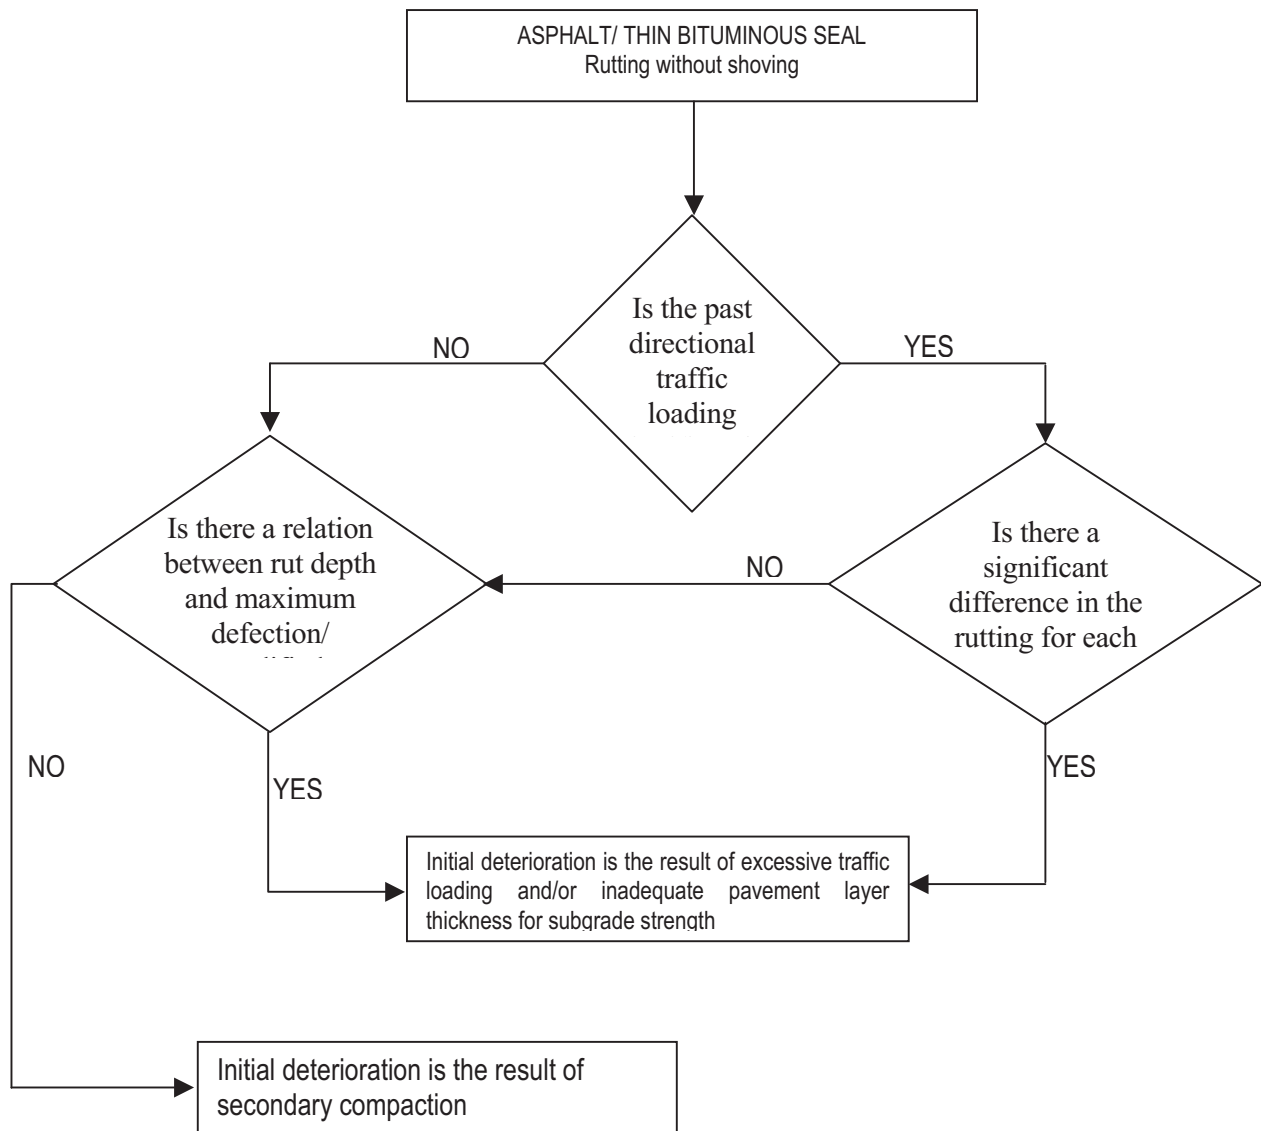 ASPHALT/ THIN BITUMINOUS SEAL
Rutting without shoving
Is the past
directional
traffic
loading
NO
YES
Is there a relation
between rut depth
and maximum
defection/
Is there a
significant
difference in the
rutting for each
NO
NO
YES
YES
Initial deterioration is the result of excessive traffic
loading and/or inadequate pavement layer
thickness for subgrade strength
Initial deterioration is the result of
secondary compaction